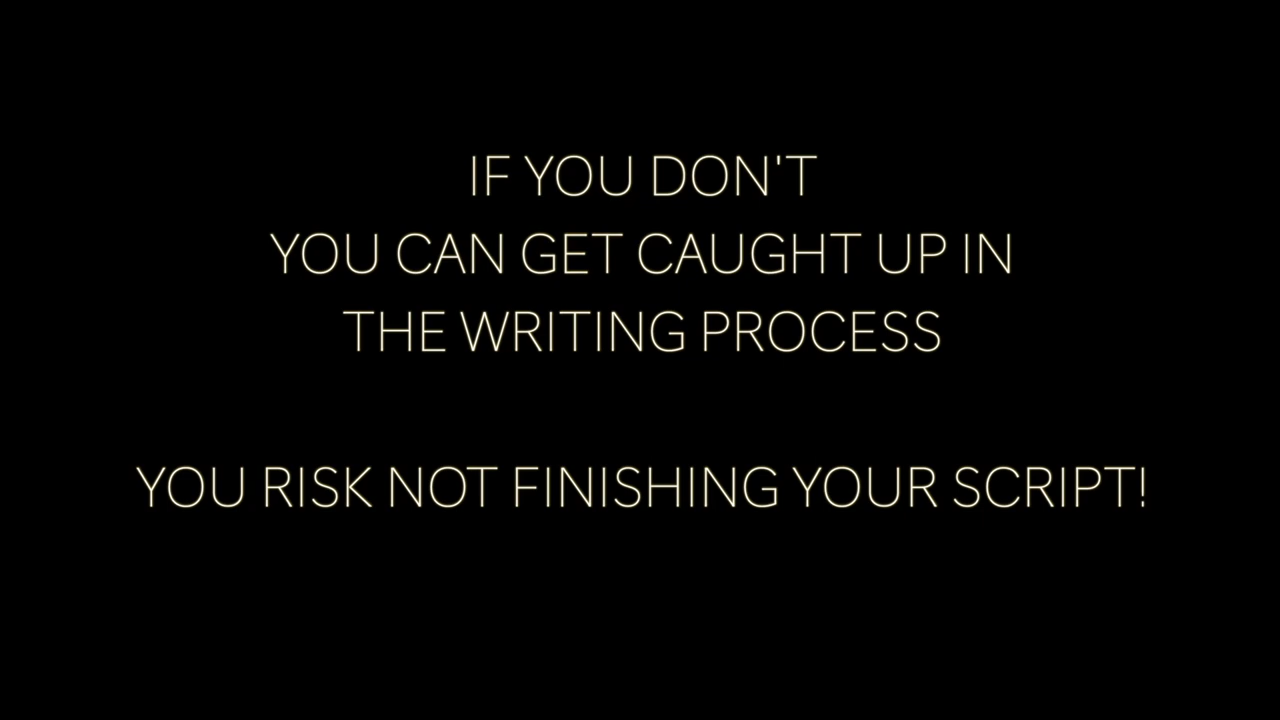 IF YOU DON'T
YOU CAN GET CAUGHT UP IN
THE WRITING PROCESS
YOU RISK NOT FINISHING YOUR SCRIPT!